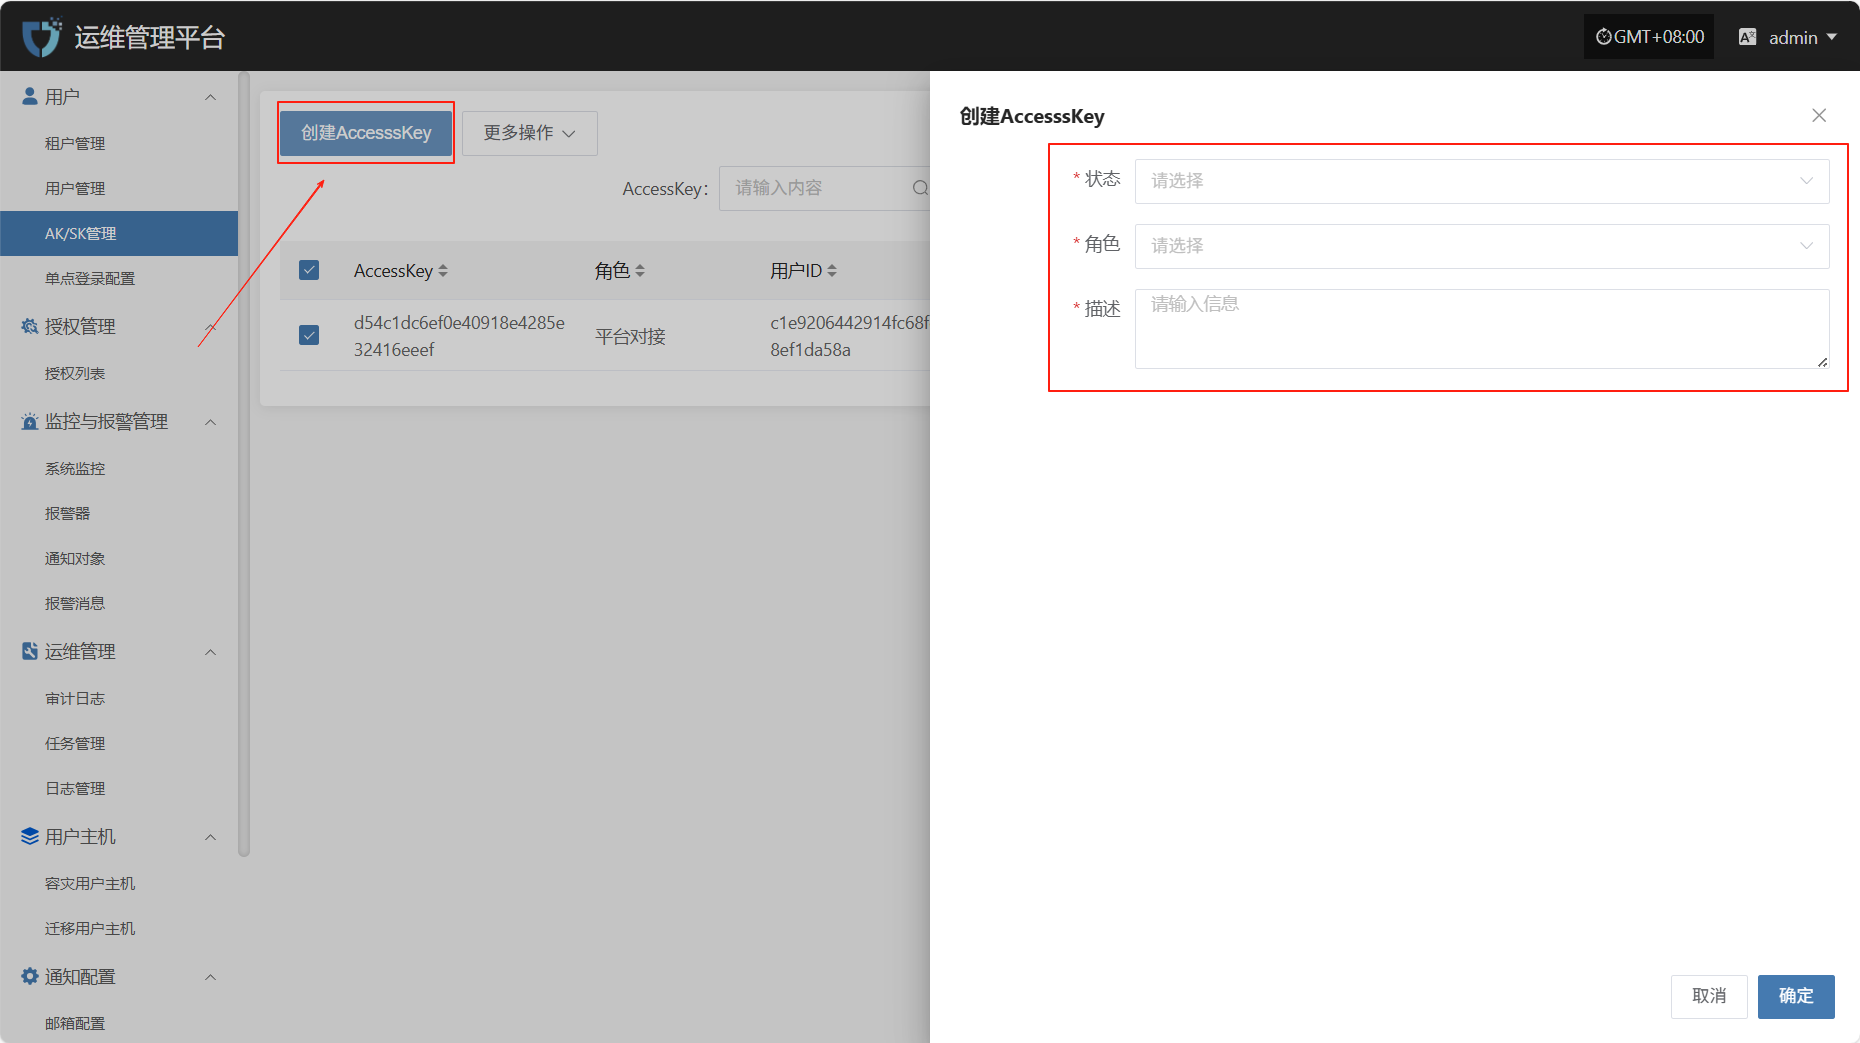 运维管理平台
GMT+08:00
admin
用户
租户管理
用户管理
AK/SK管理
单点登录配置
授权管理
授权列表
监控与报警管理
系统监控
报警器
通知对象
报警消息
运维管理
审计日志
任务管理
日志管理
用户主机
容灾用户主机
迁移用户主机
通知配置
邮箱配置
创建AccesssKey
更多操作
AccessKey:
请输入内容
AccessKey
角色
用户ID
d54c1dc6ef0e40918e4285e
32416eeef
平台对接
c1e9206442914fc68f
8ef1da58a
创建AccesssKey
* 状态
请选择
* 角色
请选择
* 描述
请输入信息
取消
确定